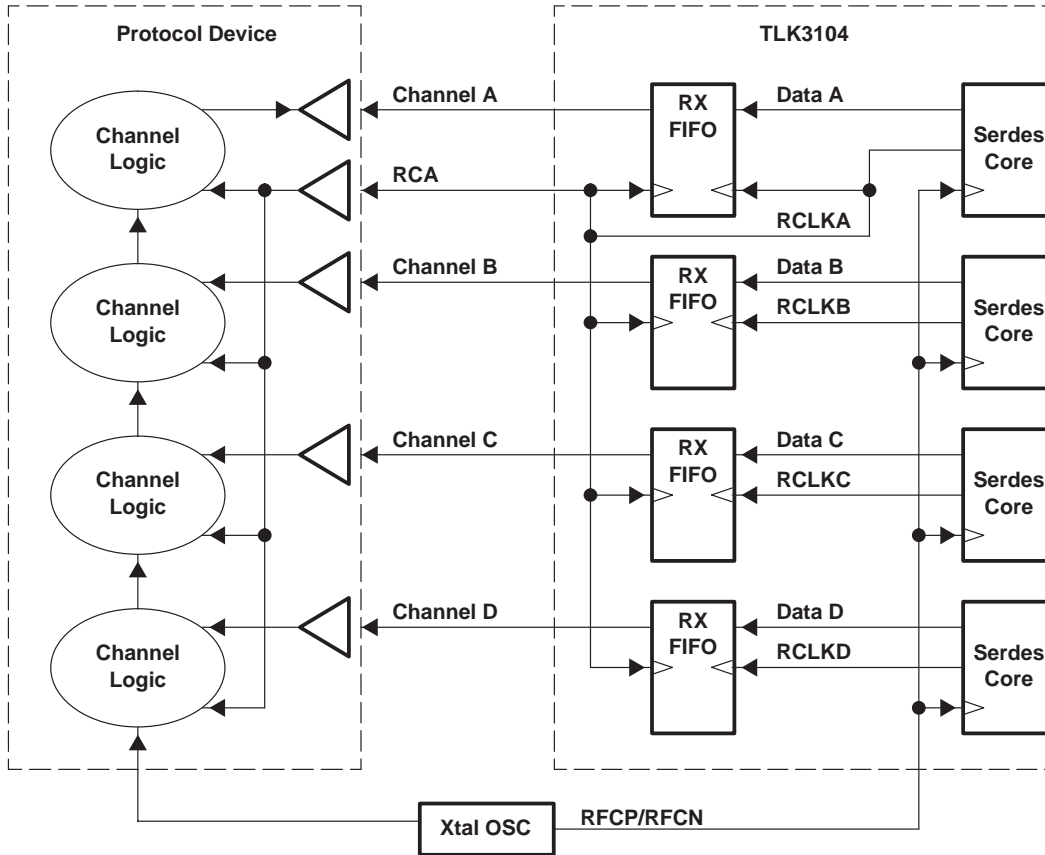 Protocol Device
TLK3104
Channel
Logic
Channel A
RX
FIFO
Data A
Serdes
Core
RCA
RCLKA
Channel
Logic
Channel B
RX
FIFO
Data B
RCLKB
Serdes
Core
Channel
Logic
Channel C
RX
FIFO
Data C
RCLKC
Serdes
Core
Channel
Logic
Channel D
RX
FIFO
Data D
RCLKD
Serdes
Core
Xtal OSC
RFCP/RFCN